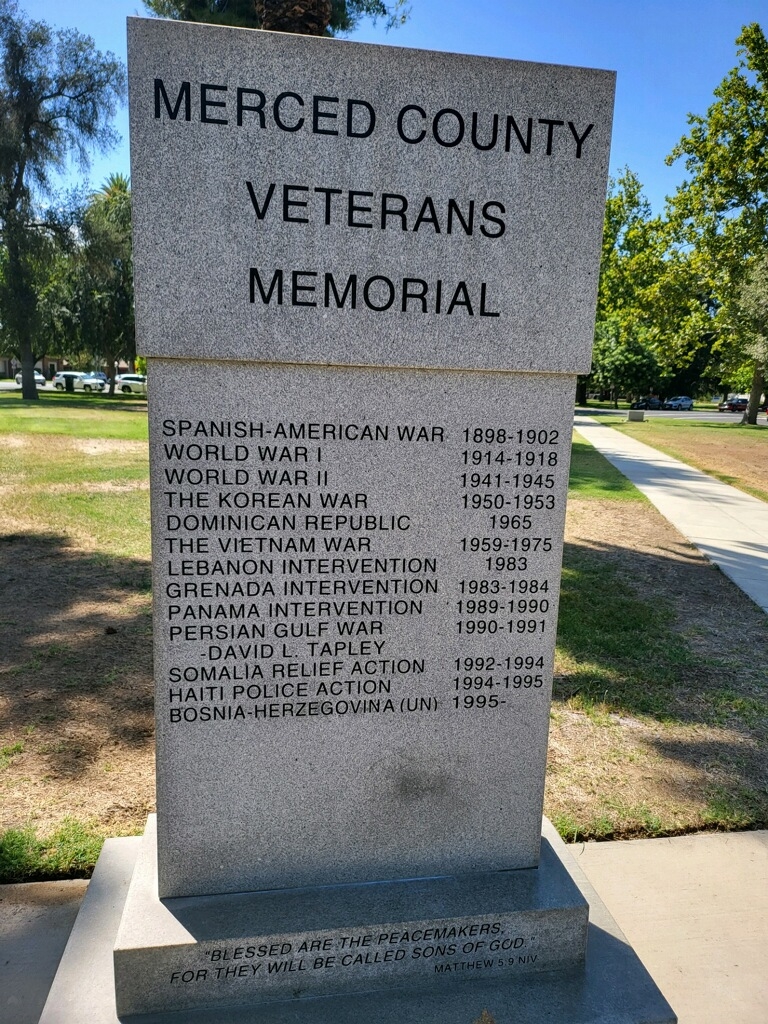 MERCED COUNTY
VETERANS
MEMORIAL
SPANISH-AMERICAN WAR 1898-1902
WORLD WAR I 1914-1918
WORLD WAR II 1941-1945
THE KOREAN WAR 1950-1953
DOMINICAN REPUBLIC 1965
THE VIETNAM WAR 1959-1975
LEBANON INTERVENTION 1983
GRENADA INTERVENTION 1983-1984
PANAMA INTERVENTION 1989-1990
PERSIAN GULF WAR 1990-1991
-DAVID L. TAPLEY
SOMALIA RELIEF ACTION 1992-1994
HAITI POLICE ACTION 1994-1995
BOSNIA-HERZEGOVINA (UN) 1995-
"BLESSED ARE THE PEACEMAKERS,
FOR THEY WILL BE CALLED SONS OF GOD."
MATTHEW 5:9 NIV